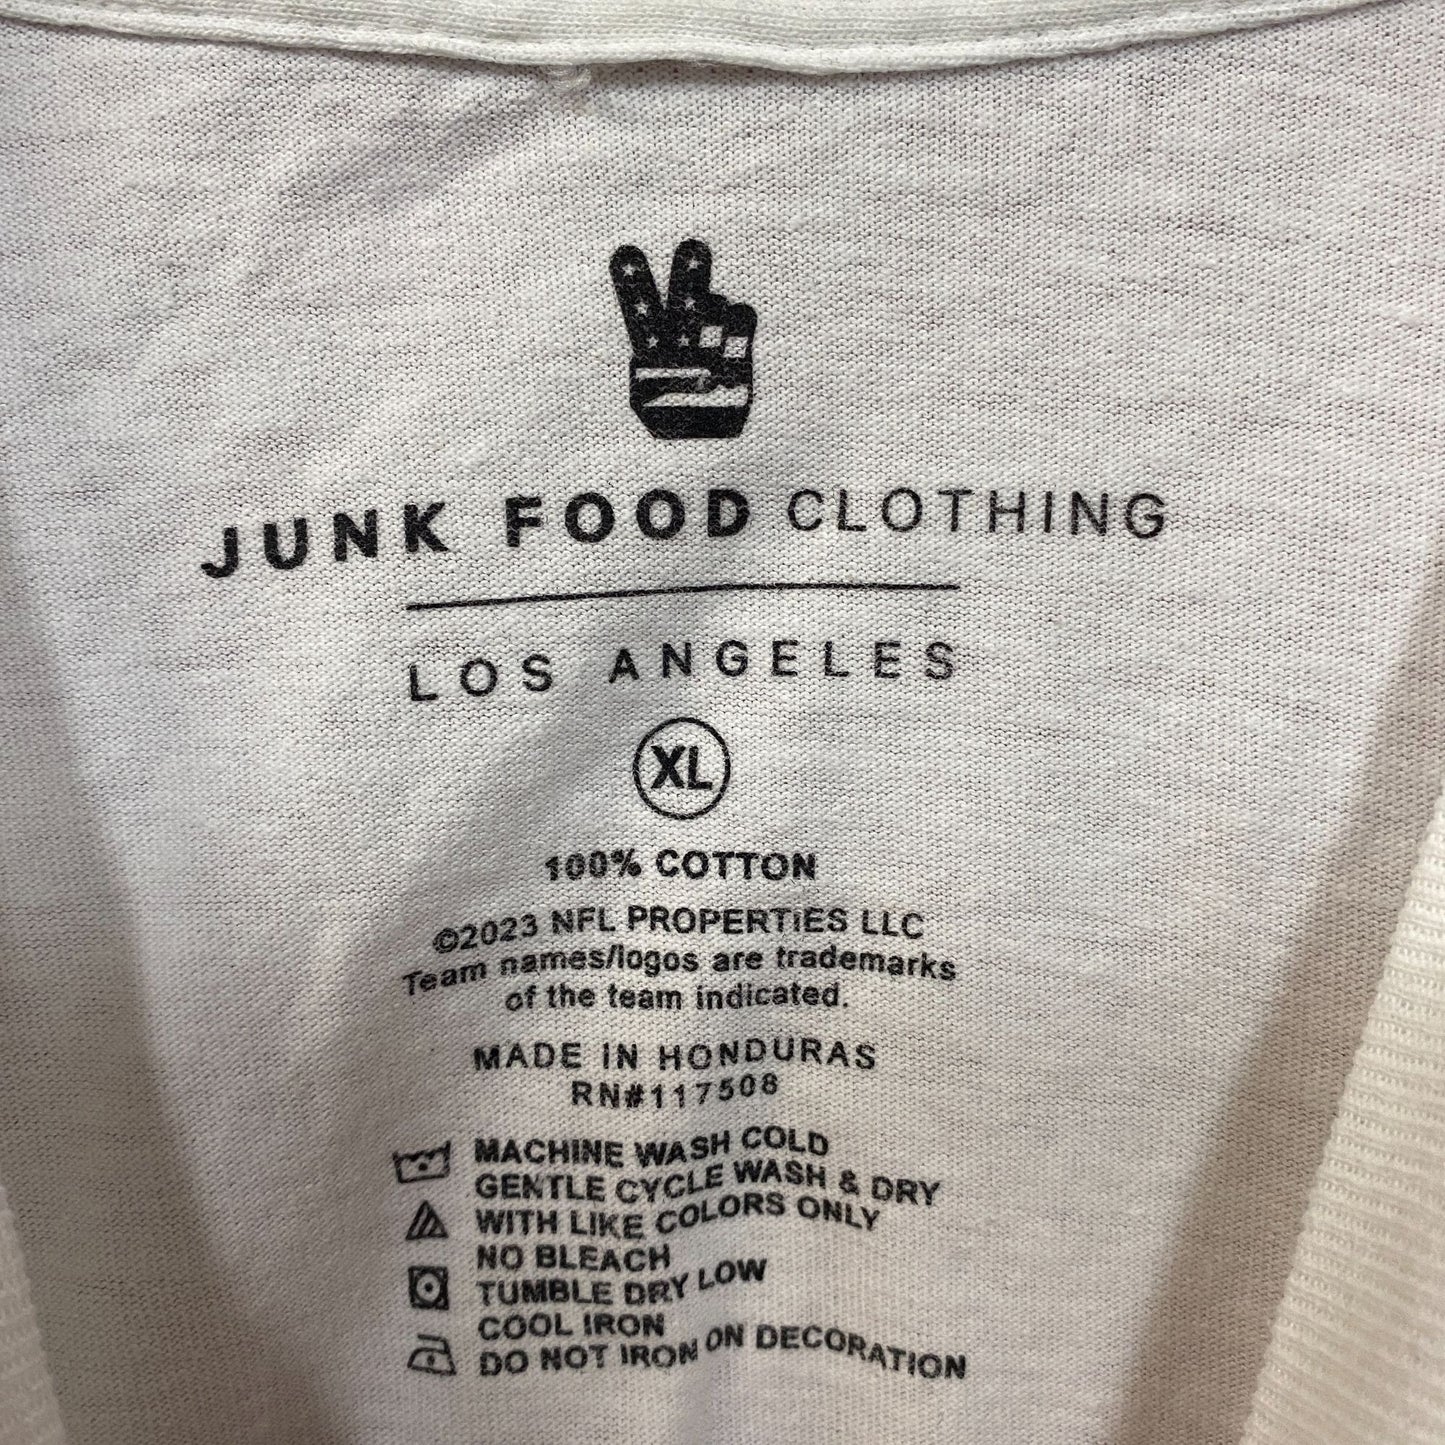 JUNK FOOD CLOTHING
LOS ANGELES
XL
100% COTTON
©2023 NFL PROPERTIES LLC
Team names/logos are trademarks
of the team indicated.
MADE IN HONDURAS
RN#117508
MACHINE WASH COLD
GENTLE CYCLE WASH & DRY
WITH LIKE COLORS ONLY
NO BLEACH
TUMBLE DRY LOW
COOL IRON
DO NOT IRON ON DECORATION